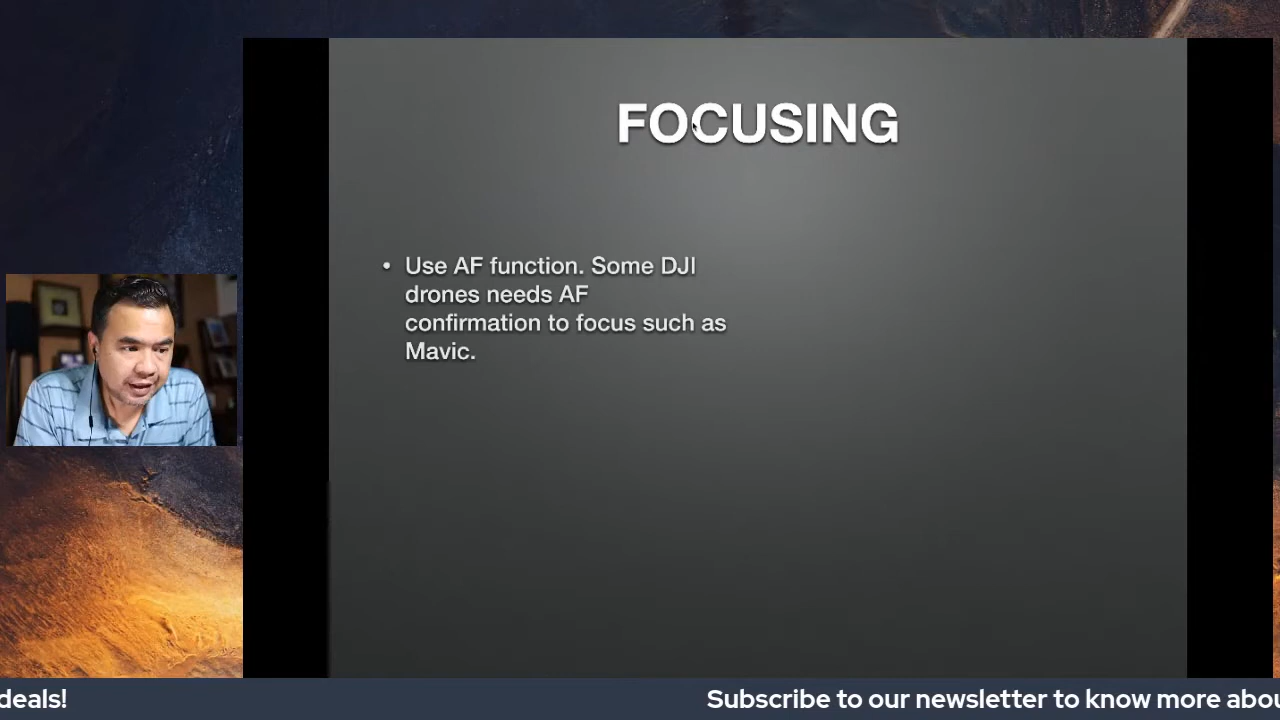 FOCUSING
• Use AF function. Some DJI
drones needs AF
confirmation to focus such as
Mavic.
deals!
Subscribe to our newsletter to know more abou